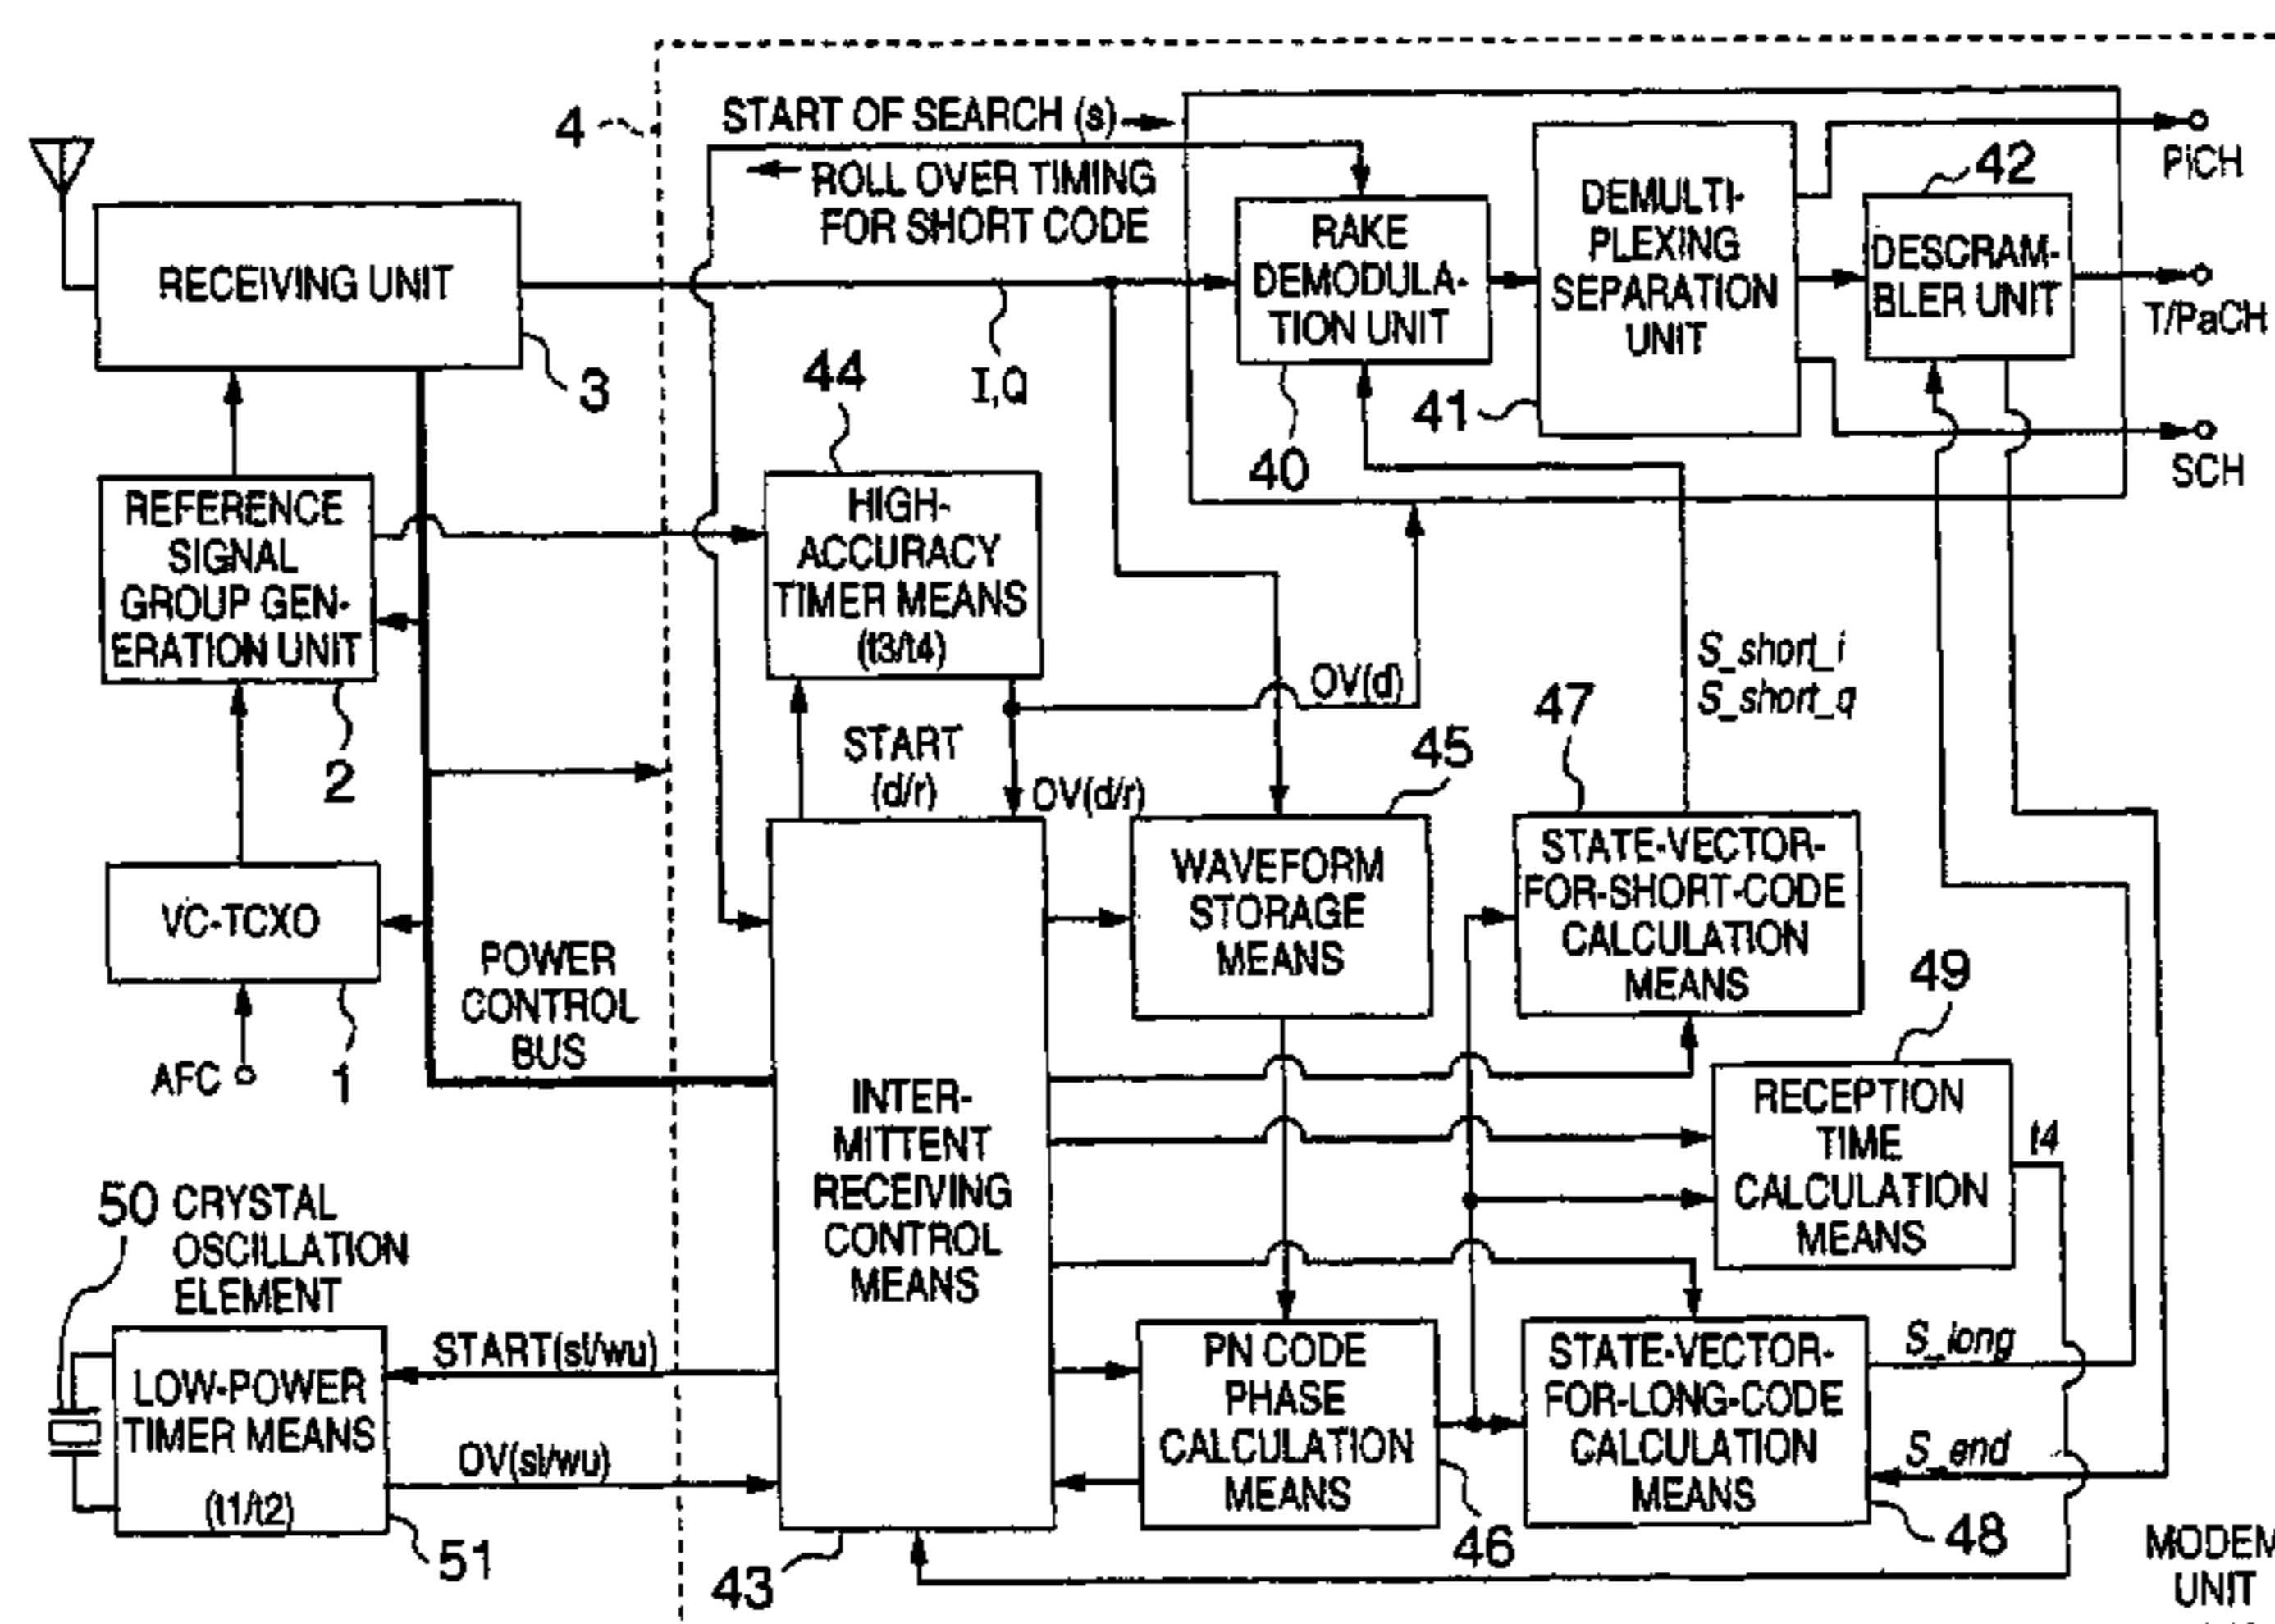 4
START OF SEARCH (s)
ROLL OVER TIMING
FOR SHORT CODE
RECEIVING UNIT
3
I,Q
RAKE
DEMODULA-
TION UNIT
40
DEMULTI-
PLEXING
SEPARATION
UNIT
41
42
DESCRAM-
BLER UNIT
PiCH
T/PaCH
SCH
REFERENCE
SIGNAL
GROUP GEN-
ERATION UNIT
2
44
HIGH-
ACCURACY
TIMER MEANS
(t3/t4)
OV(d)
START
(d/r)
OV(d/r)
S_short_i
S_short_q
VC-TCXO
AFC
1
POWER
CONTROL
BUS
45
WAVEFORM
STORAGE
MEANS
47
STATE-VECTOR-
FOR-SHORT-CODE
CALCULATION
MEANS
INTER-
MITTENT
RECEIVING
CONTROL
MEANS
43
49
RECEPTION
TIME
CALCULATION
MEANS
t4
50 CRYSTAL
OSCILLATION
ELEMENT
LOW-POWER
TIMER MEANS
(t1/t2)
51
START(sl/wu)
OV(sl/wu)
PN CODE
PHASE
CALCULATION
MEANS
46
STATE-VECTOR-
FOR-LONG-CODE
CALCULATION
MEANS
48
S_long
S_end
MODEM
UNIT